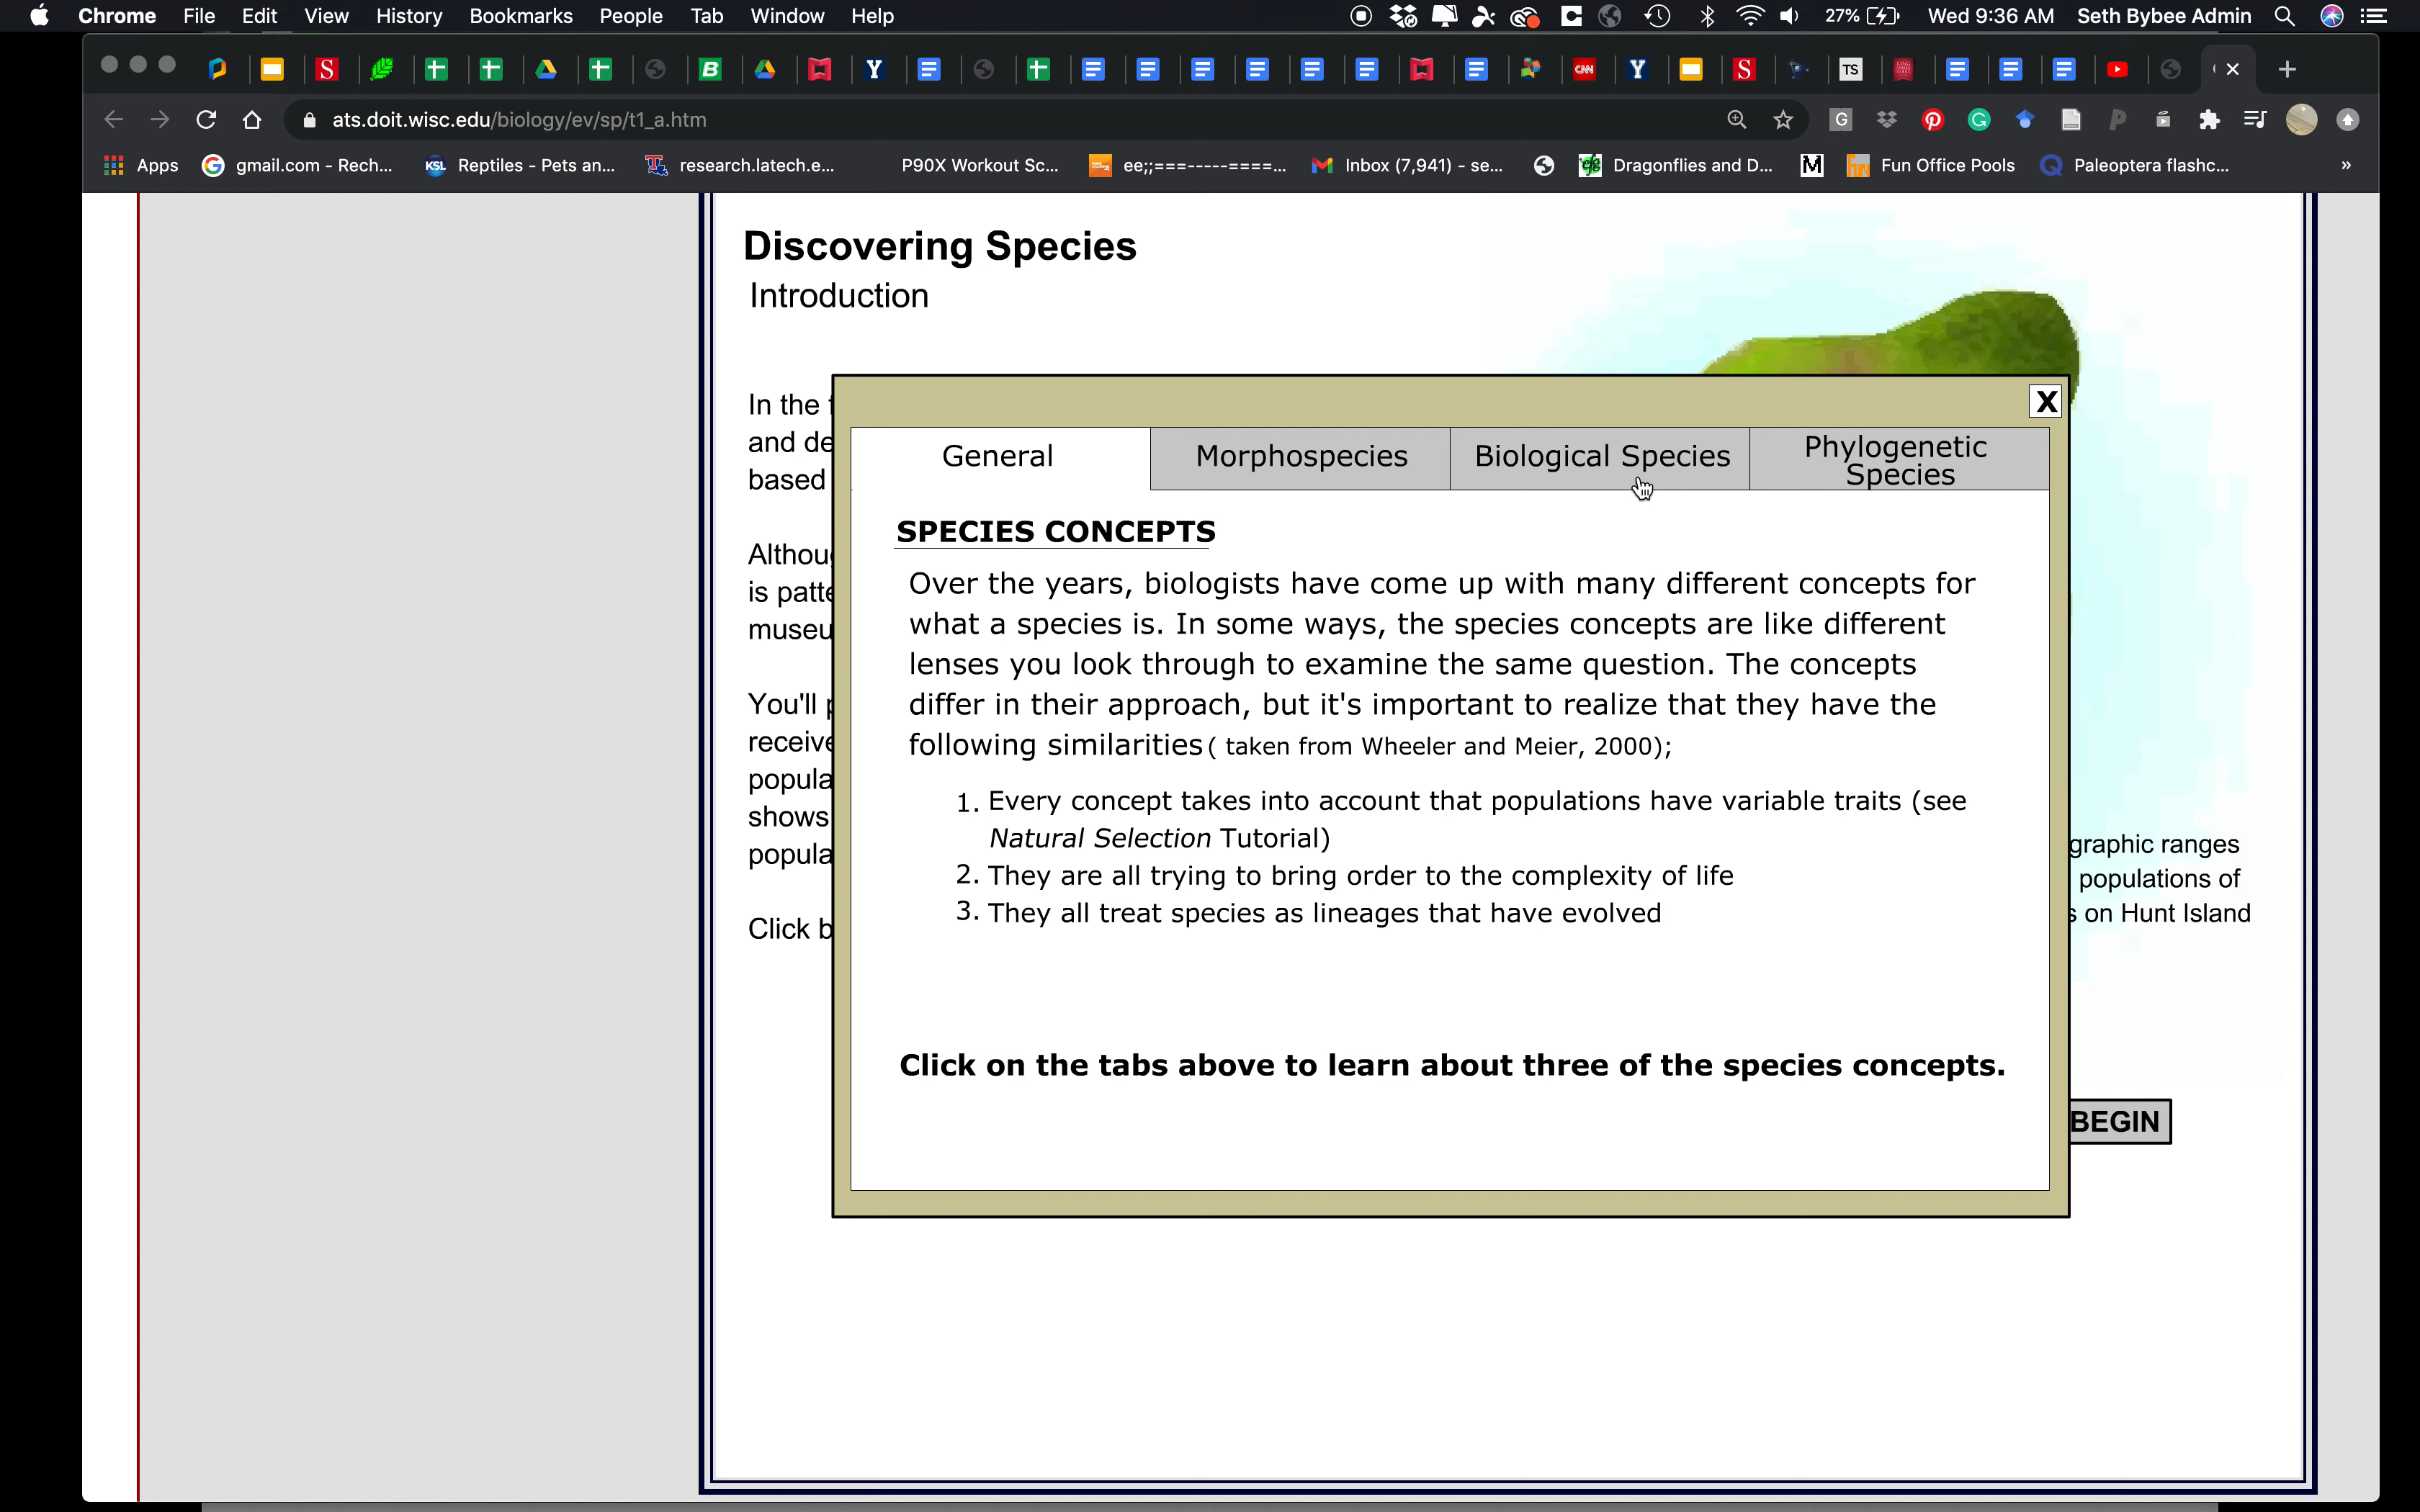 Chrome File Edit View History Bookmarks People Tab Window Help 27% Wed 9:36 AM Seth Bybee Admin
ats.doit.wisc.edu/biology/ev/sp/t1_a.htm
Apps gmail.com - Rech... Reptiles - Pets an... research.latech.e... P90X Workout Sc... ee;;===-----====... Inbox (7,941) - se... Dragonflies and D... Fun Office Pools Paleoptera flashc... »
Discovering Species
Introduction
In the
and de
based
Althou
is patte
museu
You'll
receive
popula
shows
popula
Click b
X
General Morphospecies Biological Species Phylogenetic Species
SPECIES CONCEPTS
Over the years, biologists have come up with many different concepts for
what a species is. In some ways, the species concepts are like different
lenses you look through to examine the same question. The concepts
differ in their approach, but it's important to realize that they have the
following similarities ( taken from Wheeler and Meier, 2000);
1. Every concept takes into account that populations have variable traits (see
Natural Selection Tutorial)
2. They are all trying to bring order to the complexity of life
3. They all treat species as lineages that have evolved
Click on the tabs above to learn about three of the species concepts.
graphic ranges
populations of
s on Hunt Island
BEGIN